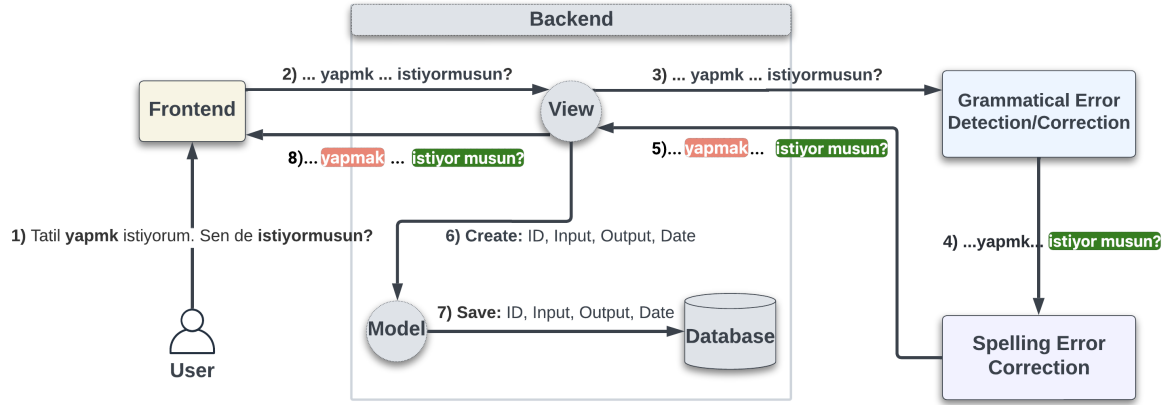 Backend
2) ... yapmk ... istiyormusun?
3) ... yapmk ... istiyormusun?
Frontend
View
Grammatical Error
Detection/Correction
8)... yapmak ... istiyor musun?
5)... yapmak ... istiyor musun?
1) Tatil yapmk istiyorum. Sen de istiyormusun?
6) Create: ID, Input, Output, Date
4) ...yapmk... istiyor musun?
7) Save: ID, Input, Output, Date
Model
Database
Spelling Error
Correction
User